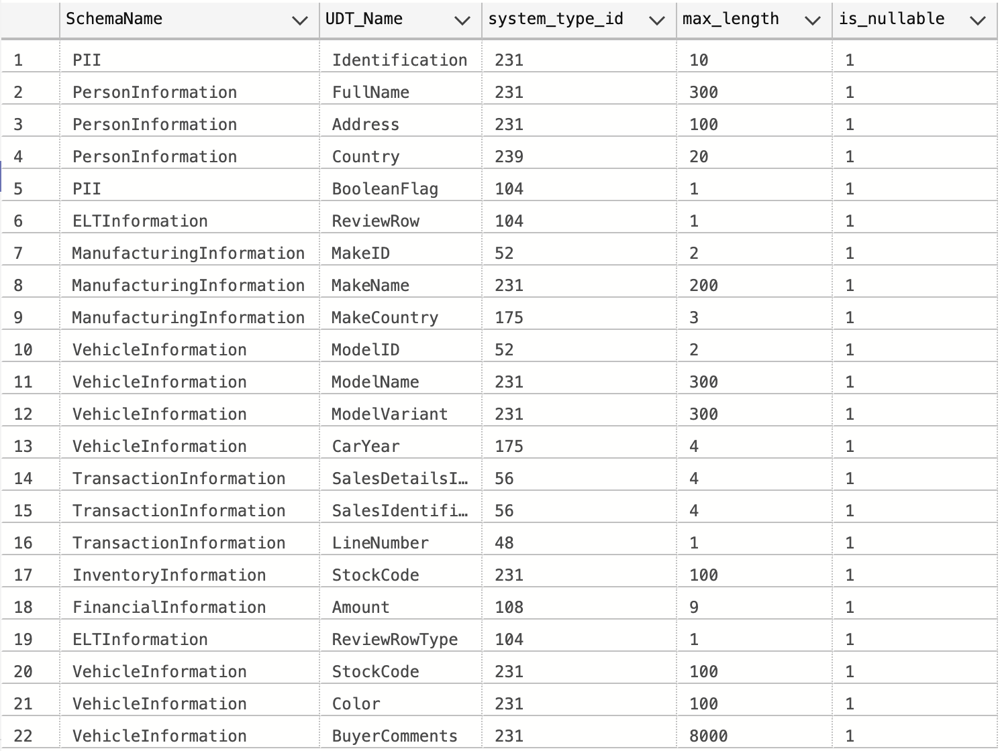 SchemaName UDT_Name system_type_id max_length is_nullable
1 PII Identification 231 10 1
2 PersonInformation FullName 231 300 1
3 PersonInformation Address 231 100 1
4 PersonInformation Country 239 20 1
5 PII BooleanFlag 104 1 1
6 ELTInformation ReviewRow 104 1 1
7 ManufacturingInformation MakeID 52 2 1
8 ManufacturingInformation MakeName 231 200 1
9 ManufacturingInformation MakeCountry 175 3 1
10 VehicleInformation ModelID 52 2 1
11 VehicleInformation ModelName 231 300 1
12 VehicleInformation ModelVariant 231 300 1
13 VehicleInformation CarYear 175 4 1
14 TransactionInformation SalesDetailsI… 56 4 1
15 TransactionInformation SalesIdentifi… 56 4 1
16 TransactionInformation LineNumber 48 1 1
17 InventoryInformation StockCode 231 100 1
18 FinancialInformation Amount 108 9 1
19 ELTInformation ReviewRowType 104 1 1
20 VehicleInformation StockCode 231 100 1
21 VehicleInformation Color 231 100 1
22 VehicleInformation BuyerComments 231 8000 1